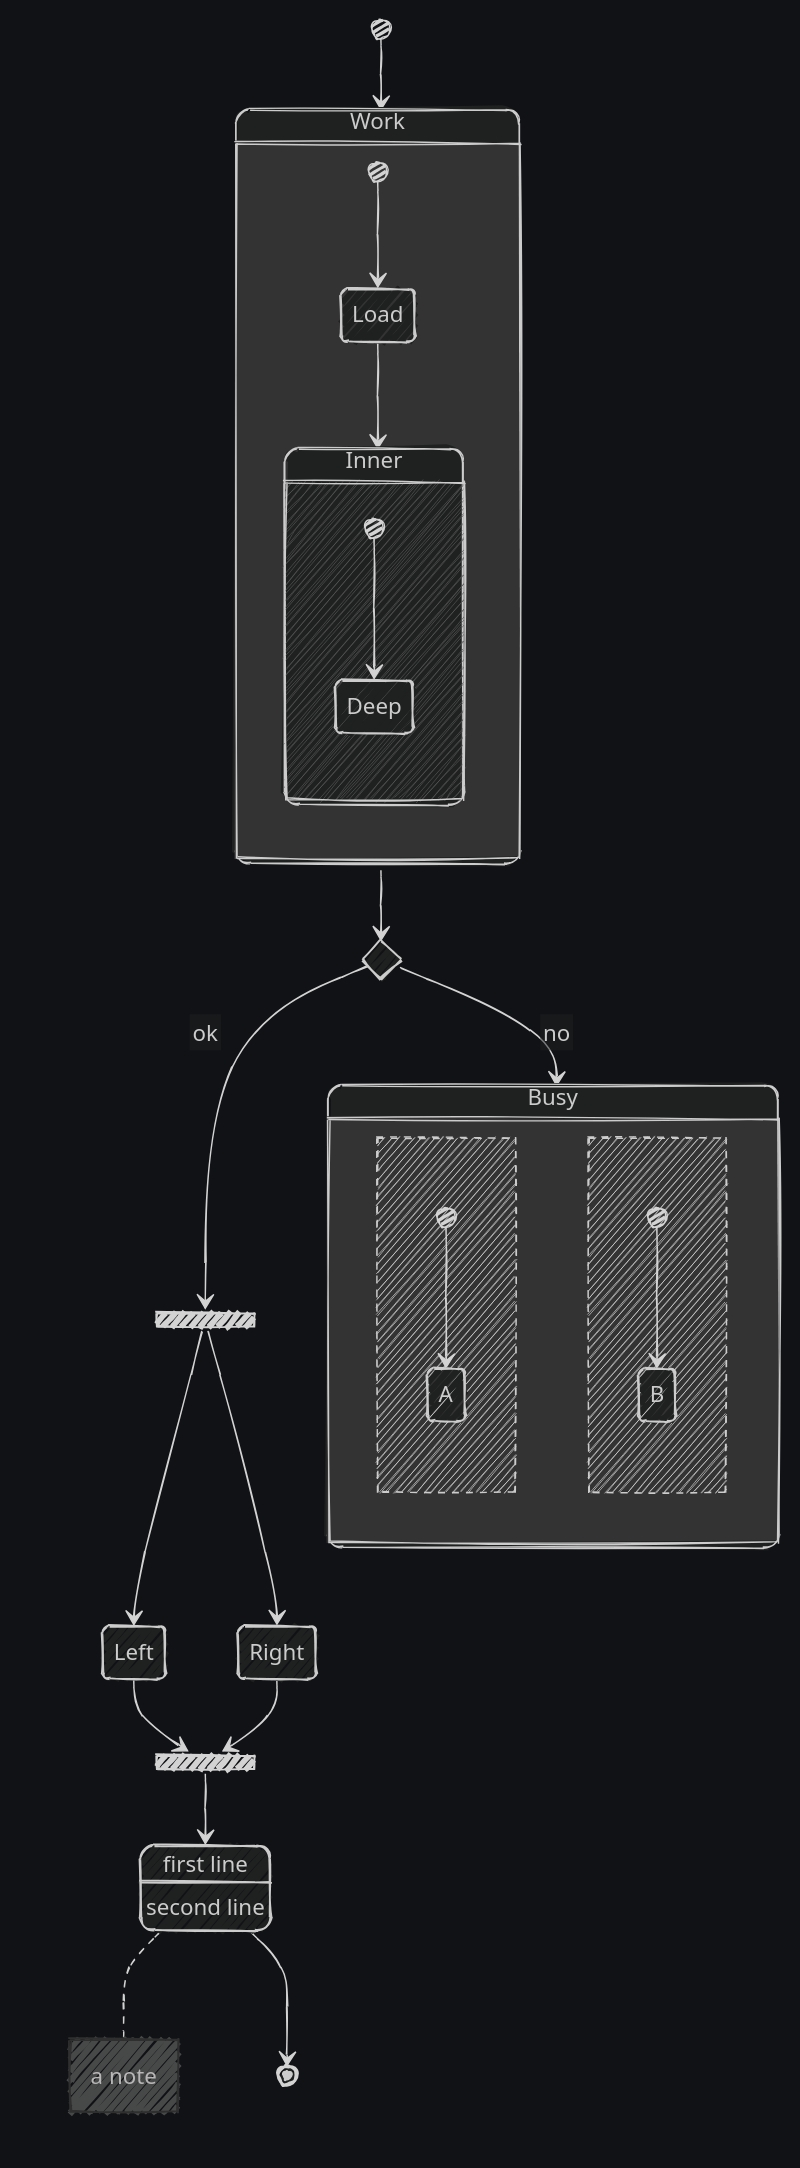 Work
Load
Inner
Deep
ok
no
Busy
A
B
Left
Right
first line
second line
a note